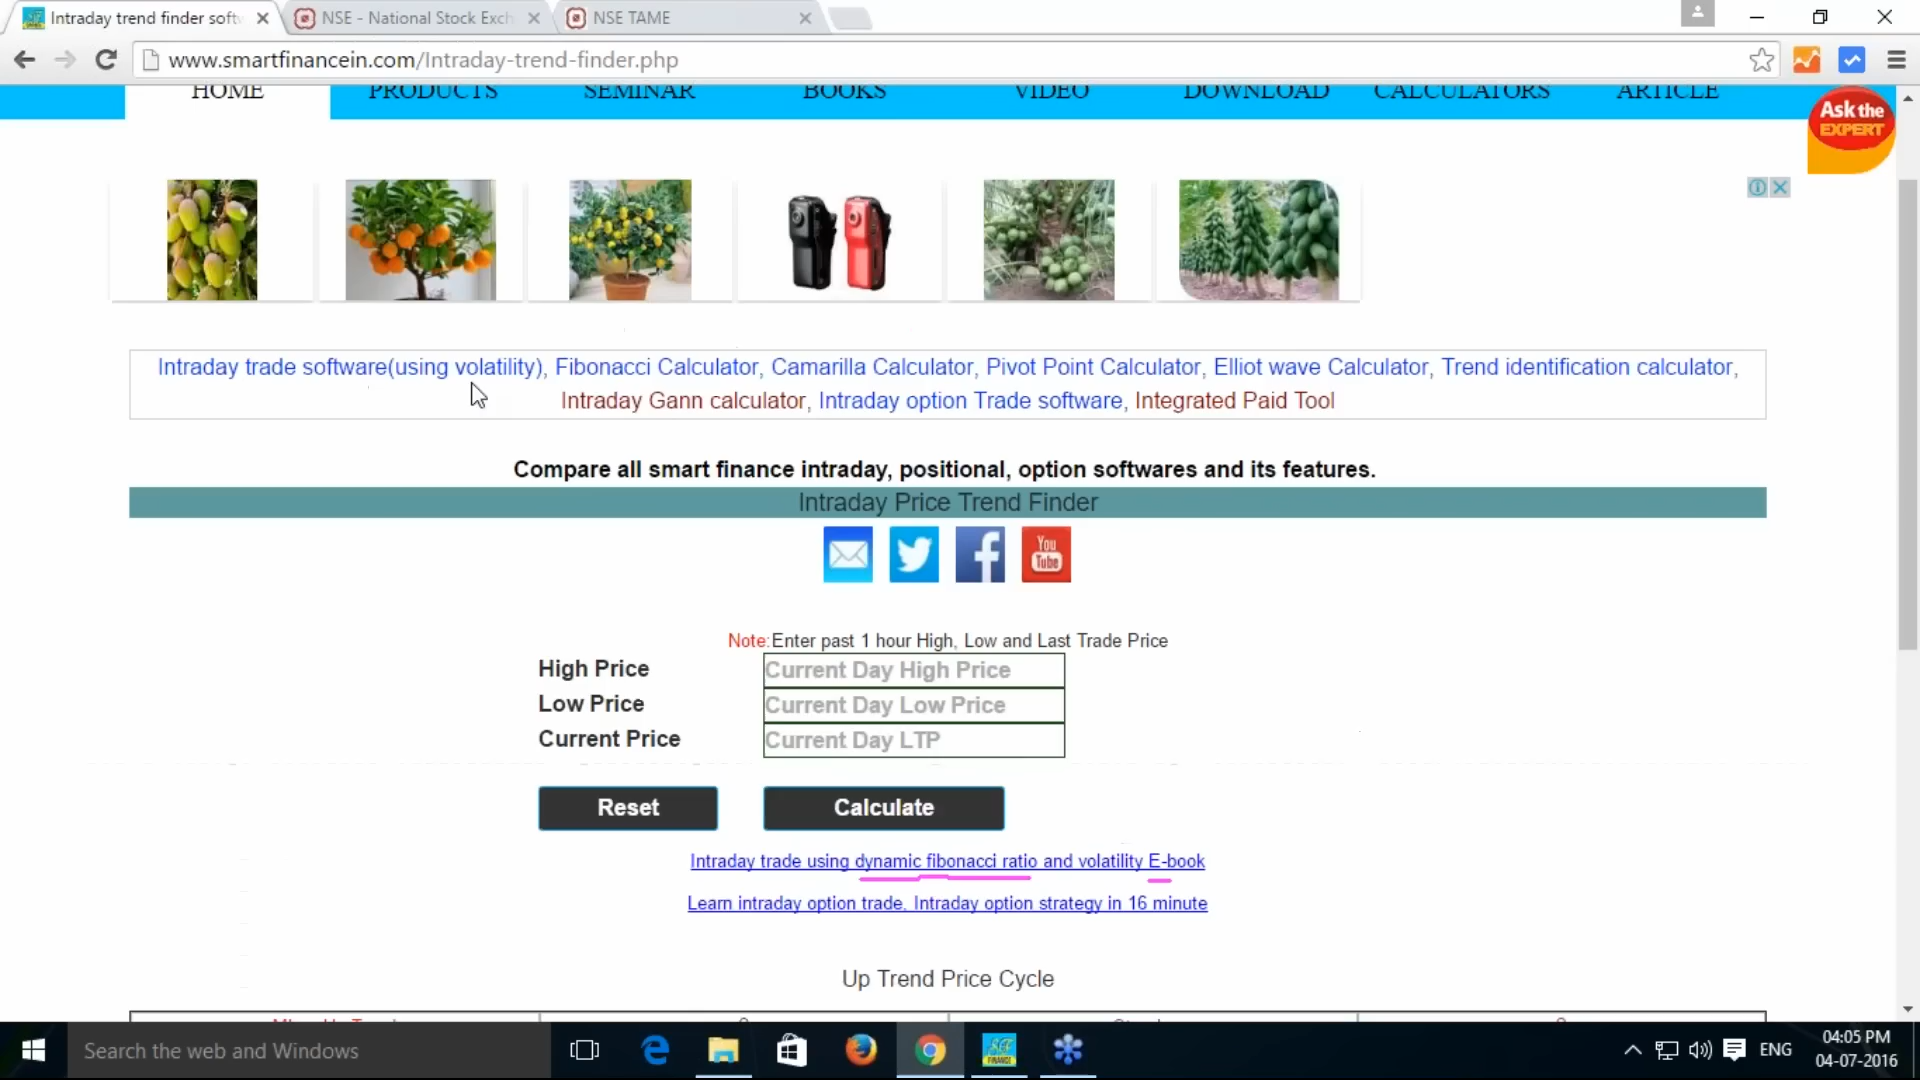 Intraday trend finder soft
NSE - National Stock Exch
NSE TAME
www.smartfinancein.com/Intraday-trend-finder.php
HOME
PRODUCTS
SEMINAR
BOOKS
VIDEO
DOWNLOAD
CALCULATORS
ARTICLE
Ask the
EXPERT
Intraday trade software(using volatility), Fibonacci Calculator, Camarilla Calculator, Pivot Point Calculator, Elliot wave Calculator, Trend identification calculator,
Intraday Gann calculator, Intraday option Trade software, Integrated Paid Tool
Compare all smart finance intraday, positional, option softwares and its features.
Intraday Price Trend Finder
You
Tube
Note:Enter past 1 hour High, Low and Last Trade Price
High Price
Current Day High Price
Low Price
Current Day Low Price
Current Price
Current Day LTP
Reset
Calculate
Intraday trade using dynamic fibonacci ratio and volatility E-book
Learn intraday option trade, Intraday option strategy in 16 minute
Up Trend Price Cycle
Search the web and Windows
FINANCE
ENG
04:05 PM
04-07-2016